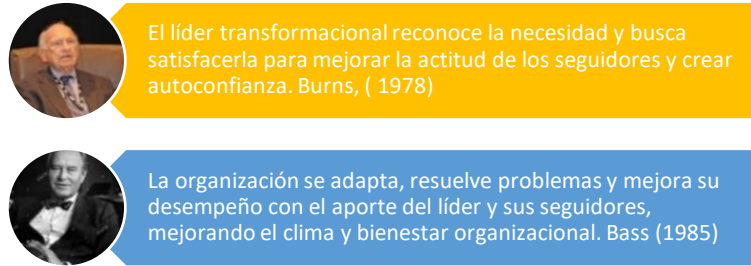 El líder transformacional reconoce la necesidad y busca
satisfacerla para mejorar la actitud de los seguidores y crear
autoconfianza. Burns, ( 1978)
La organización se adapta, resuelve problemas y mejora su
desempeño con el aporte del líder y sus seguidores,
mejorando el clima y bienestar organizacional. Bass (1985)